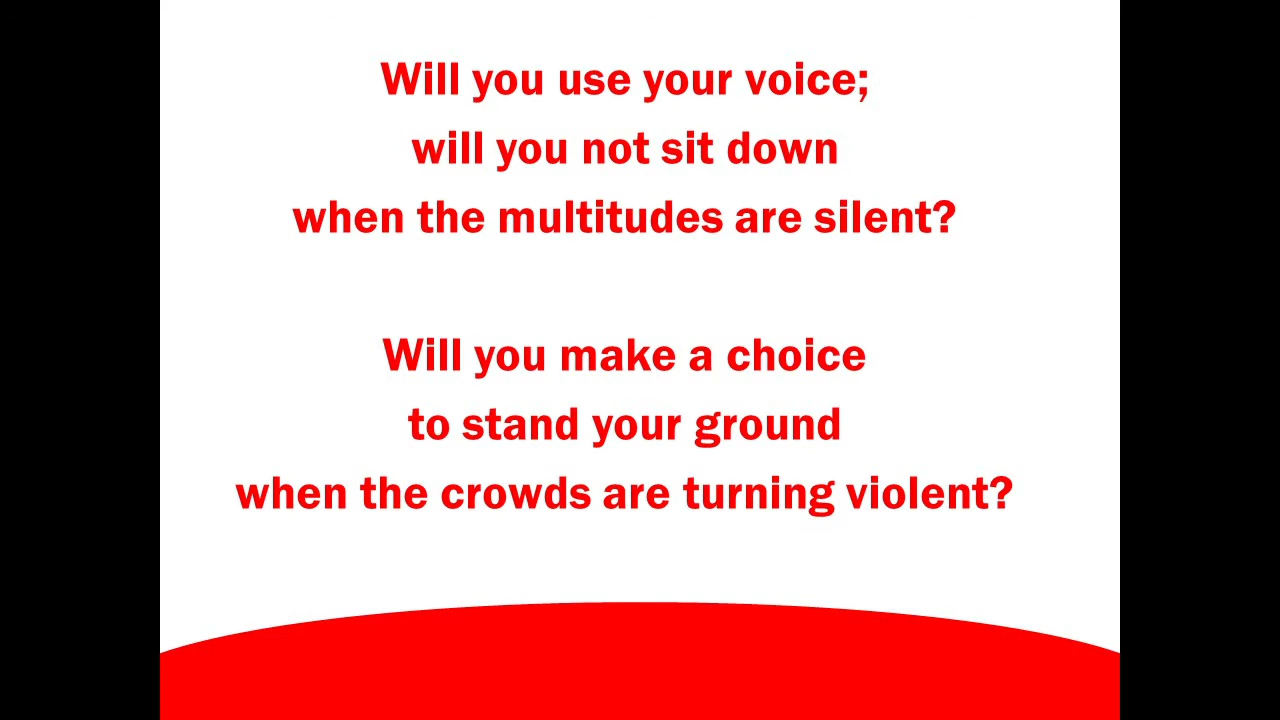 Will you use your voice;
will you not sit down
when the multitudes are silent?
Will you make a choice
to stand your ground
when the crowds are turning violent?